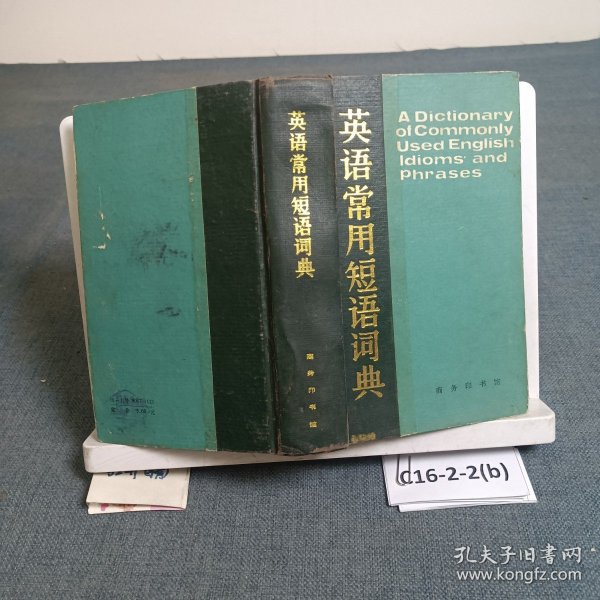 英语常用短语词典
A Dictionary
of Commonly
Used English
Idioms and
Phrases
商务印书馆
英语常用短语词典
商务印书馆
C16-2-2(b)
孔夫子旧书网
www.kongfz.com